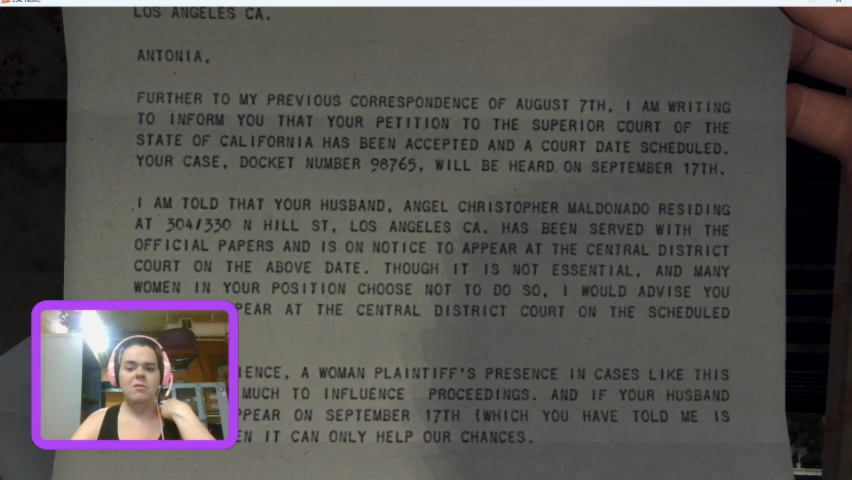 LOS ANGELES CA.
ANTONIA,
FURTHER TO MY PREVIOUS CORRESPONDENCE OF AUGUST 7TH, I AM WRITING
TO INFORM YOU THAT YOUR PETITION TO THE SUPERIOR COURT OF THE
STATE OF CALIFORNIA HAS BEEN ACCEPTED AND A COURT DATE SCHEDULED.
YOUR CASE, DOCKET NUMBER 98765, WILL BE HEARD ON SEPTEMBER 17TH.
I AM TOLD THAT YOUR HUSBAND, ANGEL CHRISTOPHER MALDONADO RESIDING
AT 304/330 N HILL ST, LOS ANGELES CA. HAS BEEN SERVED WITH THE
OFFICIAL PAPERS AND IS ON NOTICE TO APPEAR AT THE CENTRAL DISTRICT
COURT ON THE ABOVE DATE. THOUGH IT IS NOT ESSENTIAL, AND MANY
WOMEN IN YOUR POSITION CHOOSE NOT TO DO SO, I WOULD ADVISE YOU
PEAR AT THE CENTRAL DISTRICT COURT ON THE SCHEDULED
IENCE, A WOMAN PLAINTIFF'S PRESENCE IN CASES LIKE THIS
MUCH TO INFLUENCE PROCEEDINGS. AND IF YOUR HUSBAND
PPEAR ON SEPTEMBER 17TH (WHICH YOU HAVE TOLD ME IS
EN IT CAN ONLY HELP OUR CHANCES.